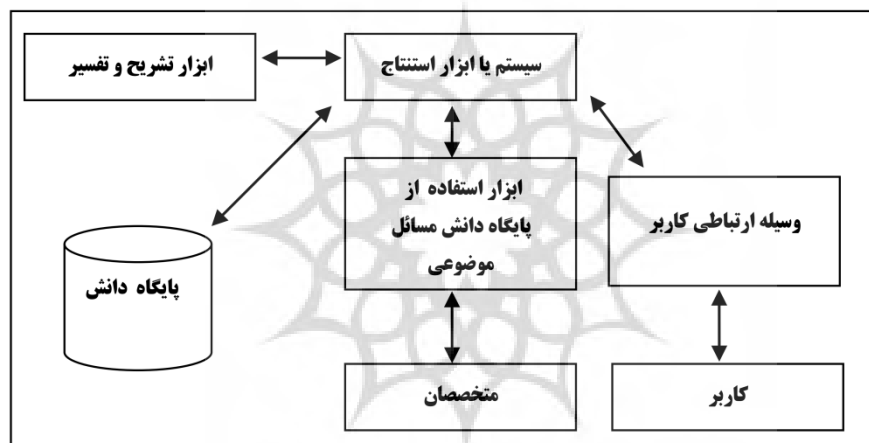 سیستم یا ابزار استنتاج
ابزار تشریح و تفسیر
ابزار استفاده از
پایگاه دانش مسائل
موضوعی
وسیله ارتباطی کاربر
پایگاه دانش
متخصصان
کاربر